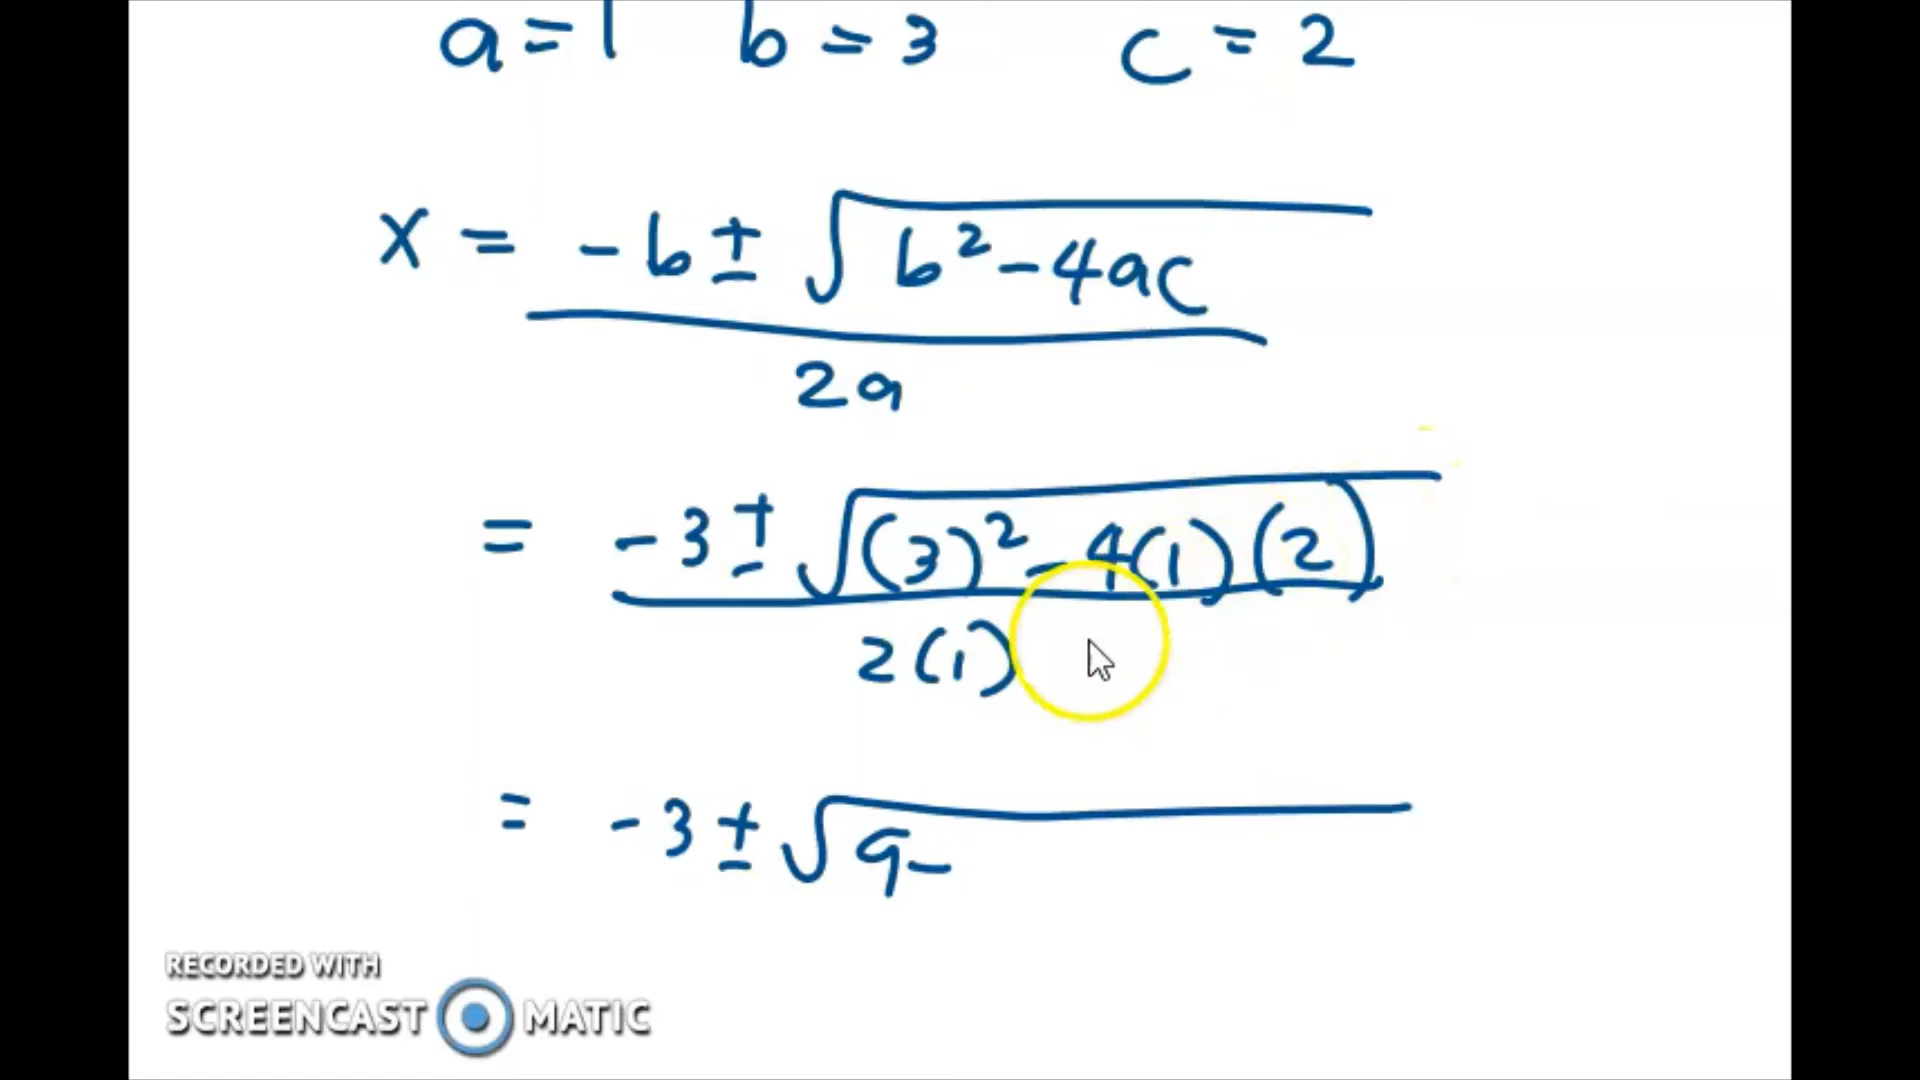 a = 1 b = 3 c = 2
x = -b ± √b² - 4ac
2a
= -3 ± √(3)² - 4(1)(2)
2(1)
= -3 ± √9 -
RECORDED WITH
SCREENCAST MATIC